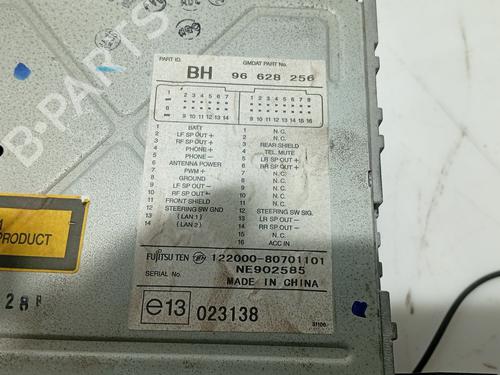 PART ID. GMDAT PART No.
BH 96 628 256
1 2 3 4 5 6 7
8 9 10 11 12 13 14
1 2 3 4 5 6 7 8
9 10 11 12 13 14 15 16
1 BATT
2 LF SP OUT +
3 RF SP OUT +
4 PHONE +
5 PHONE -
6 ANTENNA POWER
7 PWM +
8 GROUND
9 LF SP OUT -
10 RF SP OUT -
11 FRONT SHIELD
12 STEERING SW GND
13 ( LAN 1 )
14 ( LAN 2 )
1 N.C.
2 N.C.
3 REAR SHIELD
4 TEL. MUTE
5 LR SP OUT +
6 RR SP OUT +
7 N.C.
8 N.C.
9 N.C.
10 N.C.
11 N.C.
12 STEERING SW SIG.
13 LR SP OUT -
14 RR SP OUT -
15 N.C.
16 ACC IN
FUJITSU TEN 122000-80701101
SERIAL No. NE902585
MADE IN CHINA
e13 023138
PRODUCT
28